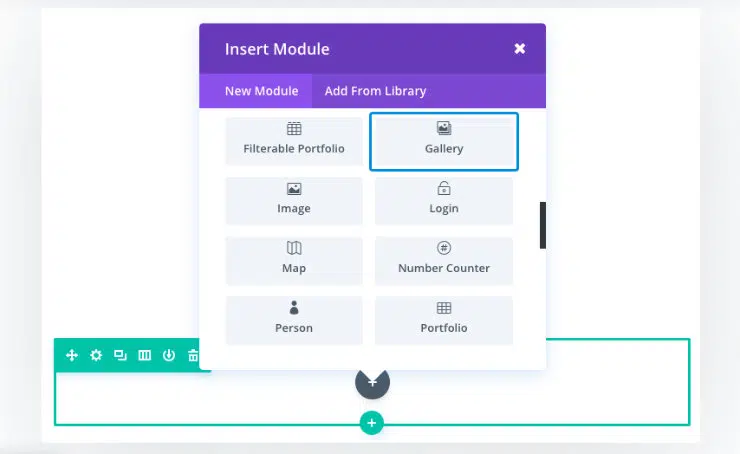 Insert Module
New Module Add From Library
Filterable Portfolio Gallery
Image Login
Map Number Counter
Person Portfolio